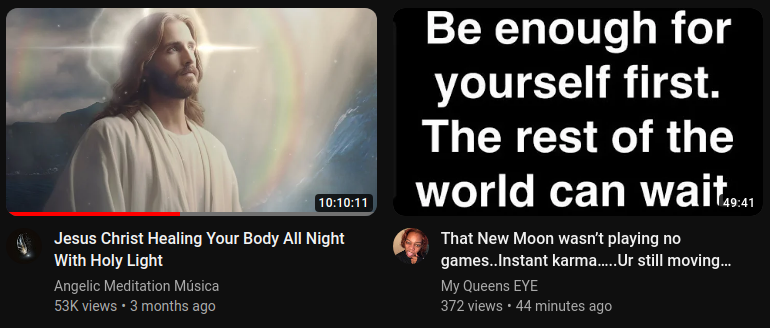 10:10:11
Jesus Christ Healing Your Body All Night
With Holy Light
Angelic Meditation Música
53K views • 3 months ago
Be enough for
yourself first.
The rest of the
world can wait.
49:41
That New Moon wasn’t playing no
games..Instant karma…..Ur still moving…
My Queens EYE
372 views • 44 minutes ago